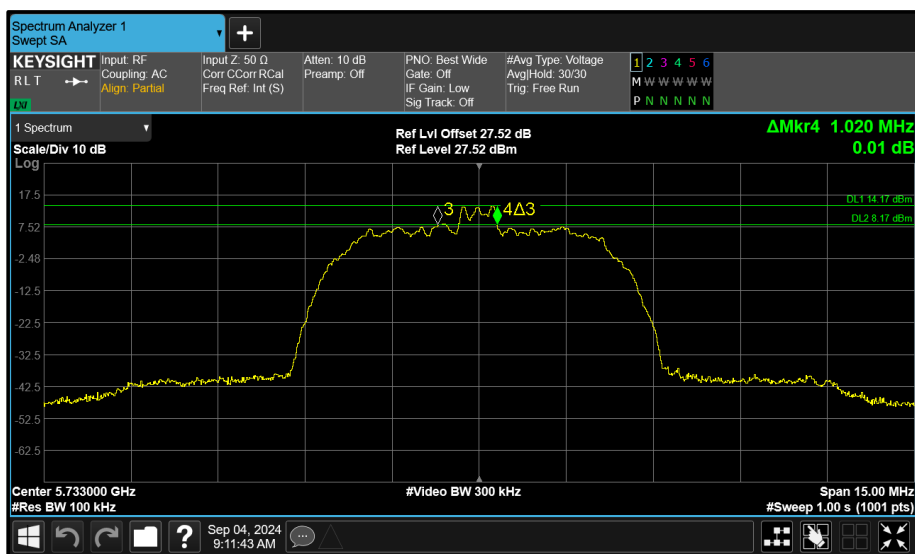 Spectrum Analyzer 1
Swept SA
+
KEYSIGHT
R L T
LXI
Input: RF
Coupling: AC
Align: Partial
Input Z: 50 Ω
Corr CCorr RCal
Freq Ref: Int (S)
Atten: 10 dB
Preamp: Off
PNO: Best Wide
Gate: Off
IF Gain: Low
Sig Track: Off
#Avg Type: Voltage
Avg|Hold: 30/30
Trig: Free Run
1 2 3 4 5 6
M W W W W W
P N N N N N
1 Spectrum
Scale/Div 10 dB
Ref Lvl Offset 27.52 dB
Ref Level 27.52 dBm
ΔMkr4 1.020 MHz
0.01 dB
Log
17.5
7.52
-2.48
-12.5
-22.5
-32.5
-42.5
-52.5
-62.5
3
4Δ3
DL1 14.17 dBm
DL2 8.17 dBm
Center 5.733000 GHz
#Res BW 100 kHz
#Video BW 300 kHz
Span 15.00 MHz
#Sweep 1.00 s (1001 pts)
?
Sep 04, 2024
9:11:43 AM